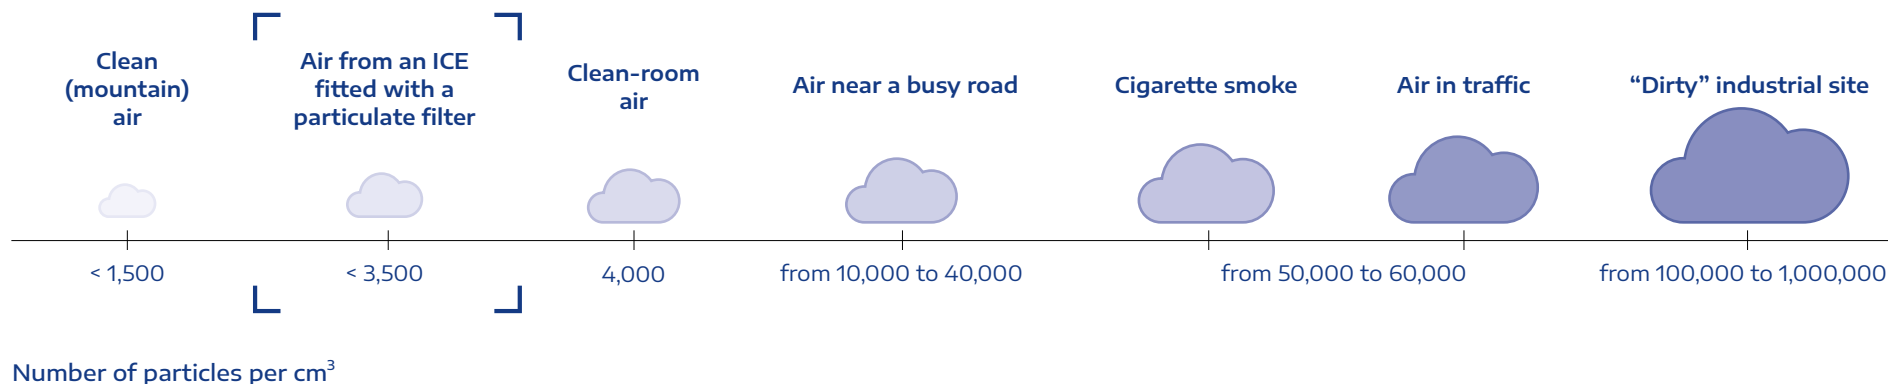 Clean
(mountain)
air
Air from an ICE
fitted with a
particulate filter
Clean-room
air
Air near a busy road
Cigarette smoke
Air in traffic
“Dirty” industrial site
< 1,500
< 3,500
4,000
from 10,000 to 40,000
from 50,000 to 60,000
from 100,000 to 1,000,000
Number of particles per cm³